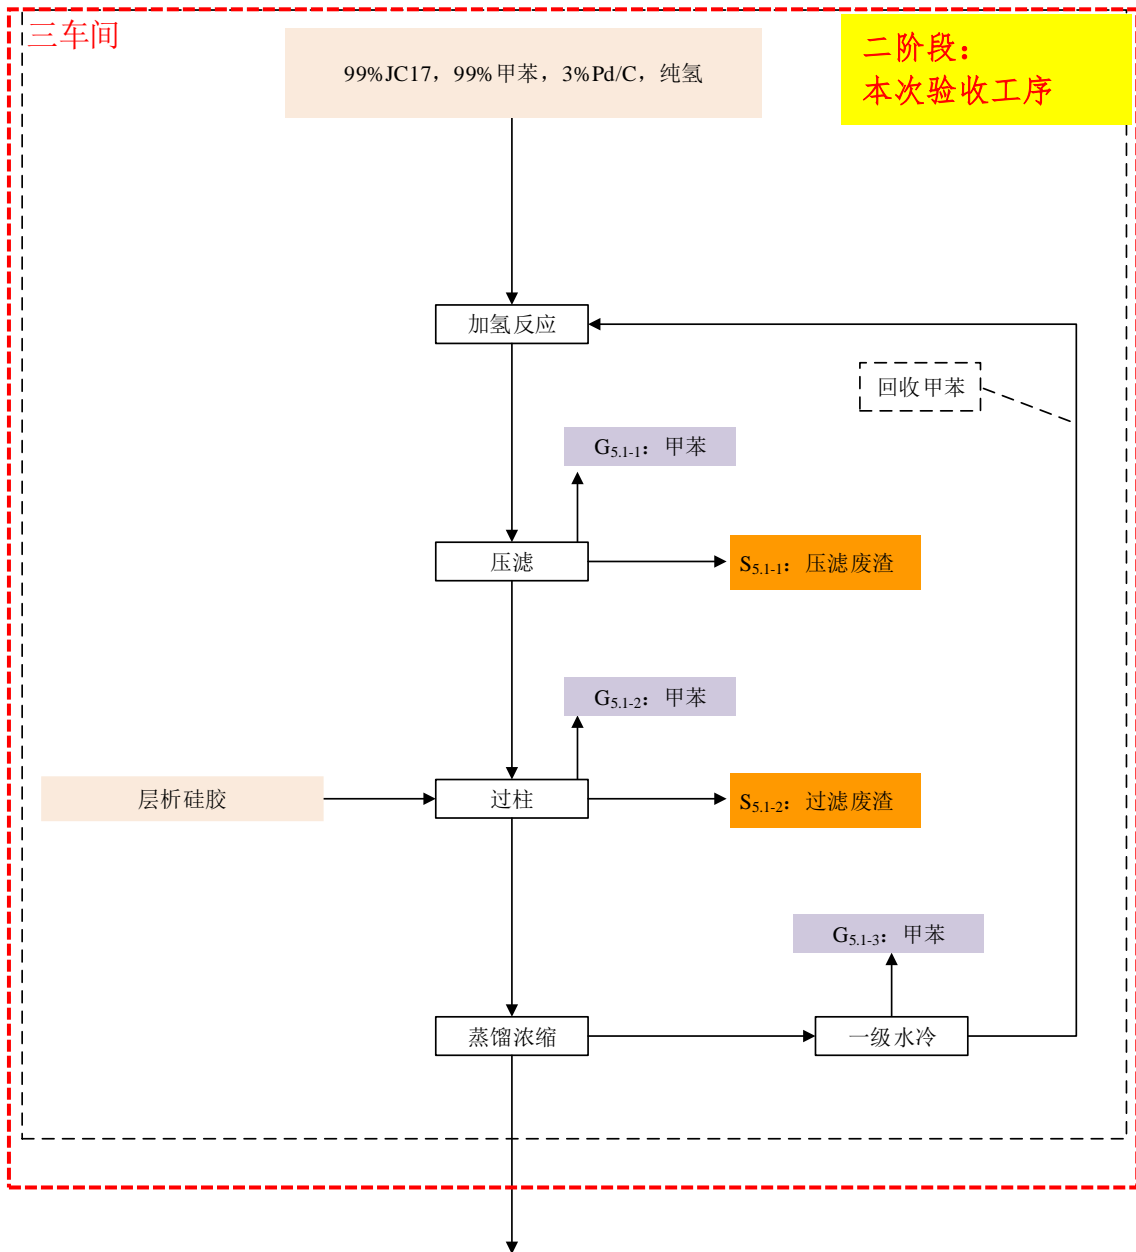 三车间
二阶段：
本次验收工序
99%JC17，99%甲苯，3%Pd/C，纯氢
加氢反应
回收甲苯
G5.1-1：甲苯
压滤
S5.1-1：压滤废渣
G5.1-2：甲苯
层析硅胶
过柱
S5.1-2：过滤废渣
G5.1-3：甲苯
蒸馏浓缩
一级水冷